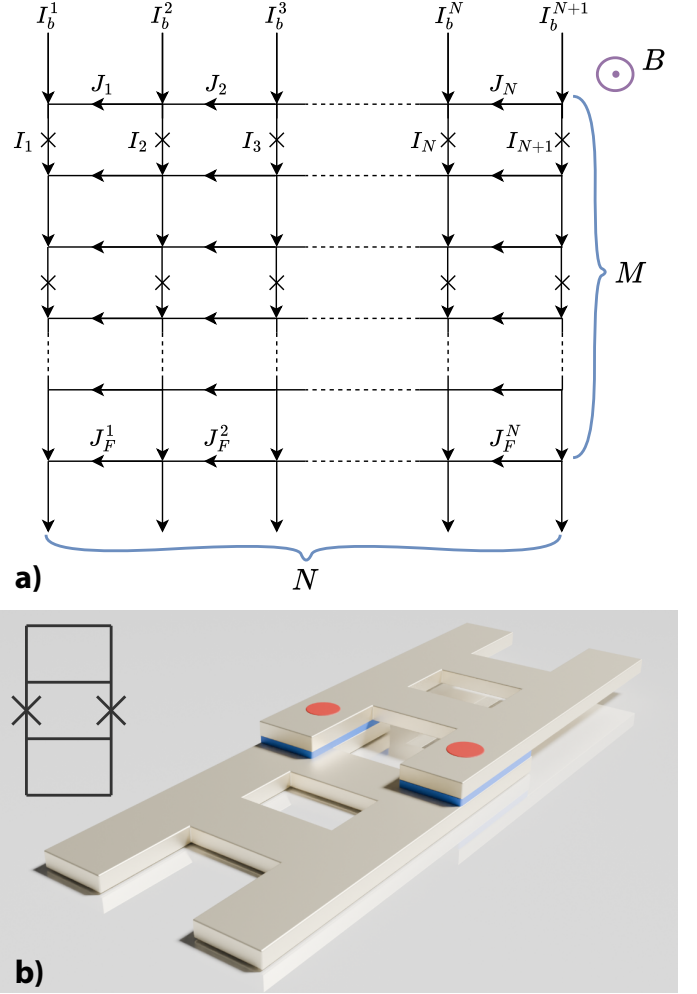 I_b^1 I_b^2 I_b^3 I_b^N I_b^{N+1}
B
J_1 J_2 J_N
I_1 I_2 I_3 I_N I_{N+1}
M
J_F^1 J_F^2 J_F^N
a) N
b)